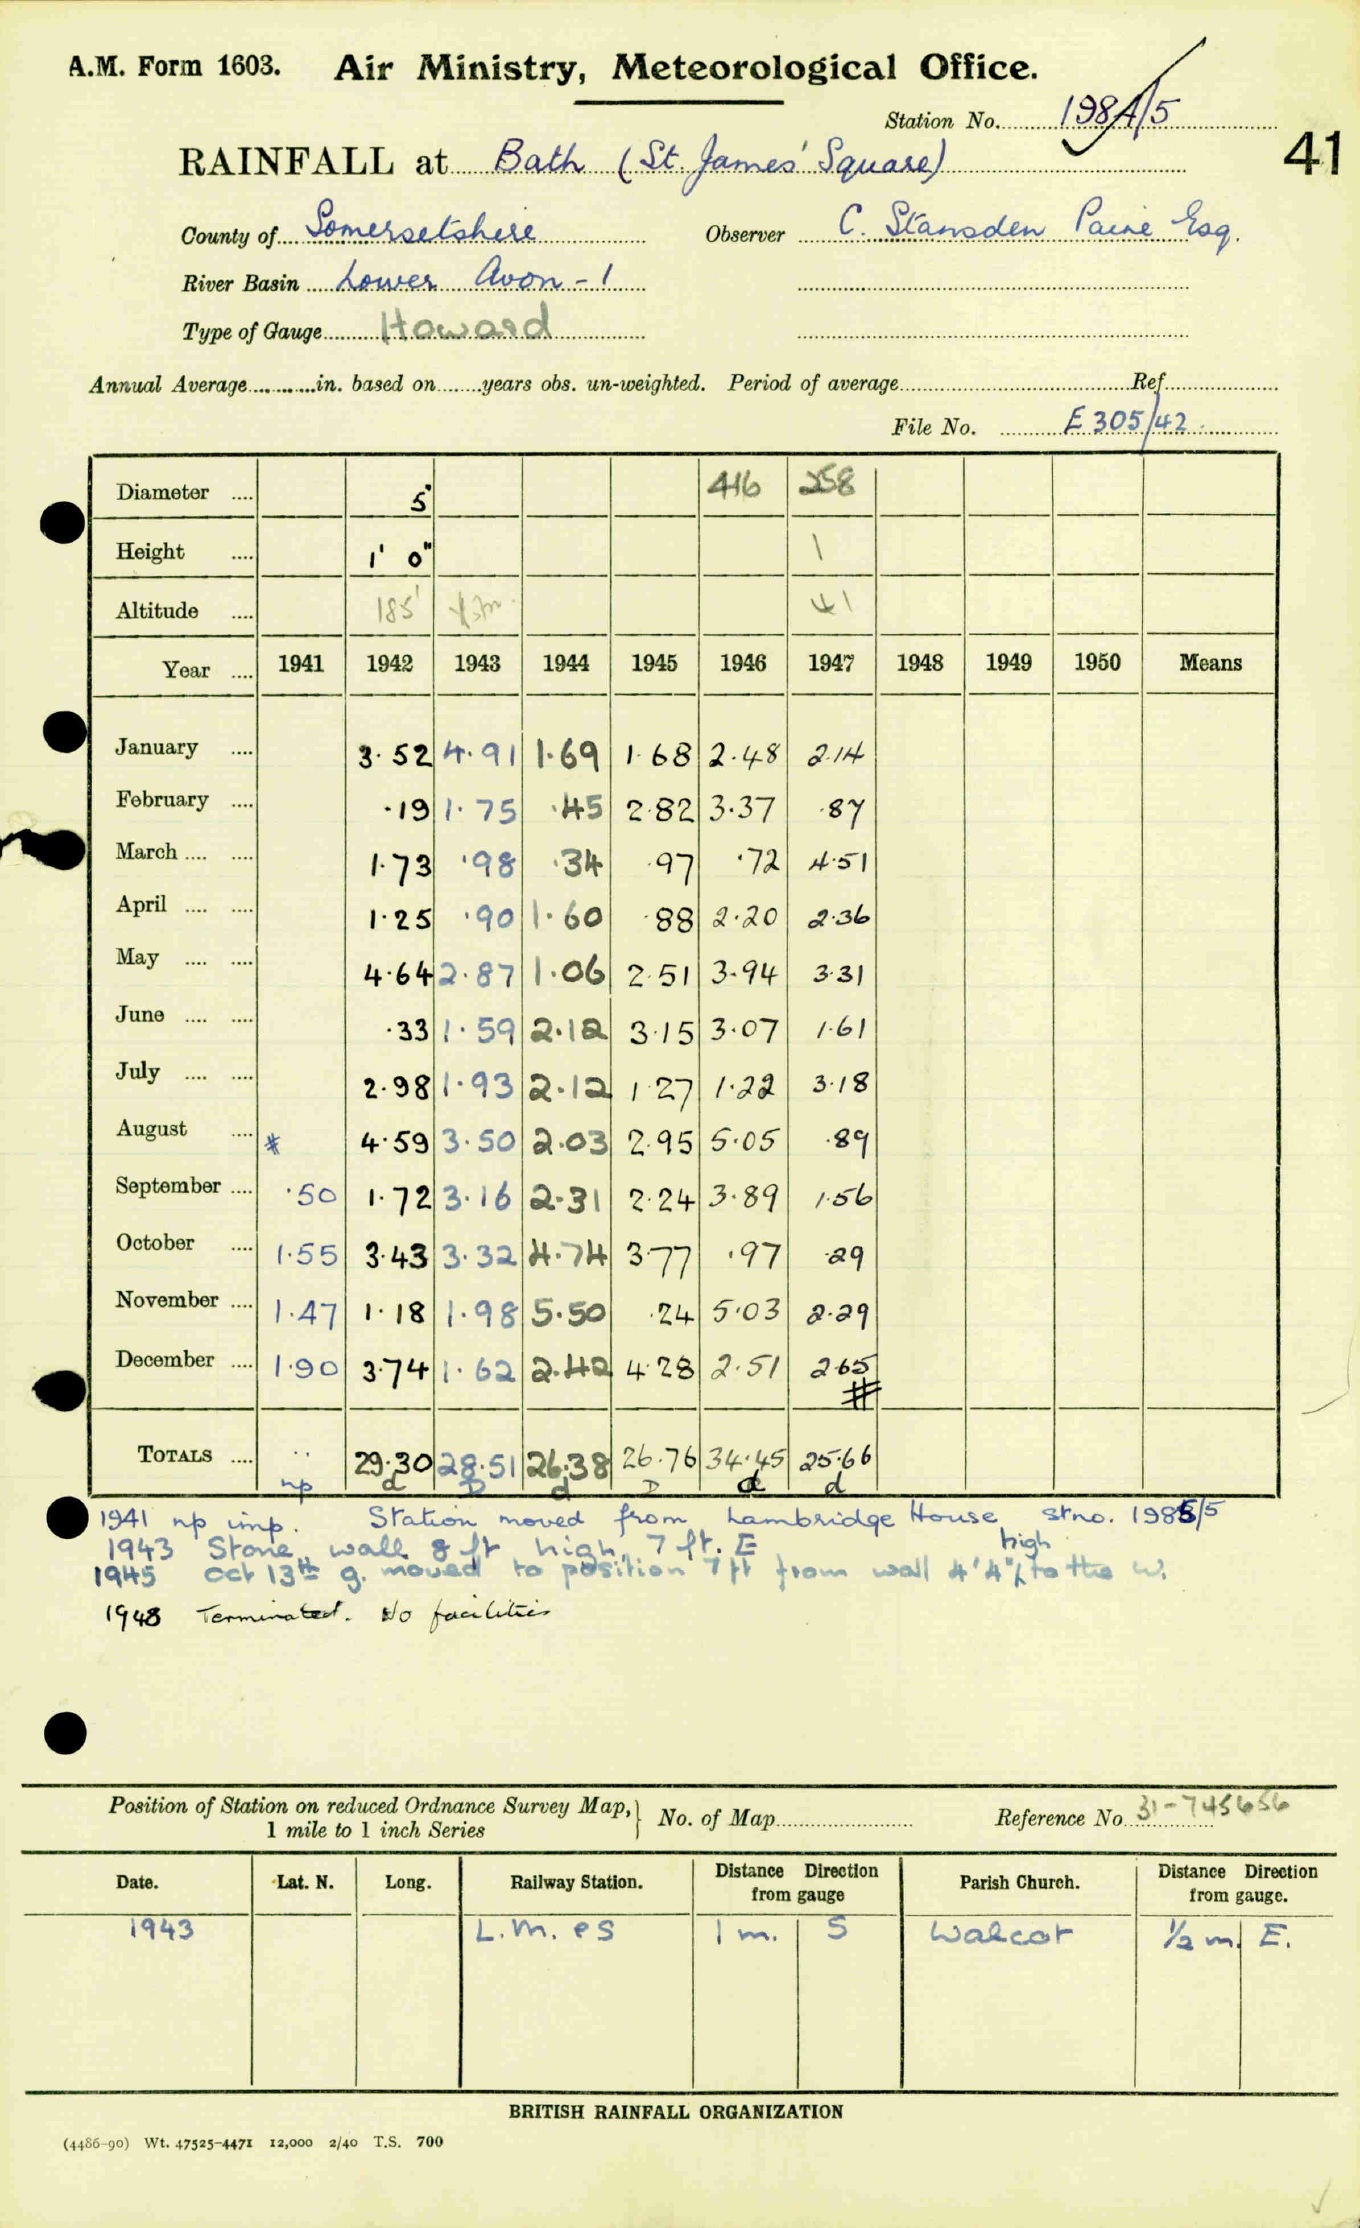 A.M. Form 1603. Air Ministry, Meteorological Office.
Station No. 1984/5
41
RAINFALL at Bath (St. James' Square)
County of Somersetshire Observer C. Stansden Paine Esq.
River Basin Lower Avon - 1
Type of Gauge Howard
Annual Average in. based on years obs. un-weighted. Period of average Ref.
File No. E 305/42
Diameter 5" 416 258
Height 1' 0" 1
Altitude 185' 41
Year 1941 1942 1943 1944 1945 1946 1947 1948 1949 1950 Means
January 3.52 4.91 1.69 1.68 2.48 2.14
February .19 1.75 .45 2.82 3.37 .87
March 1.73 .98 .34 .97 .72 4.51
April 1.25 .90 1.60 .88 2.20 2.36
May 4.64 2.87 1.06 2.51 3.94 3.31
June .33 1.59 2.12 3.15 3.07 1.61
July 2.98 1.93 2.12 1.27 1.22 3.18
August * 4.59 3.50 2.03 2.95 5.05 .89
September .50 1.72 3.16 2.31 2.24 3.89 1.56
October 1.55 3.43 3.32 4.74 3.77 .97 .29
November 1.47 1.18 1.98 5.50 .24 5.03 2.29
December 1.90 3.74 1.62 2.42 4.28 2.51 2.65
#
TOTALS .. 29.30 28.51 26.38 26.76 34.45 25.66
np d D d D d d
1941 np imp. Station moved from Lambridge House st no. 1985/5
1943 Stone wall 8 ft high 7 ft. E
1945 Oct 13th g. moved to position 7 ft from wall 4'4" high to the W.
1948 Terminated. No facilities
Position of Station on reduced Ordnance Survey Map, No. of Map Reference No. 31-745656
1 mile to 1 inch Series
Date. Lat. N. Long. Railway Station. Distance from gauge Direction Parish Church. Distance from gauge. Direction
1943 L.M. & S 1 m. S Walcot ½ m. E.
BRITISH RAINFALL ORGANIZATION
(4486-90) Wt. 47525-4471 12,000 2/40 T.S. 700